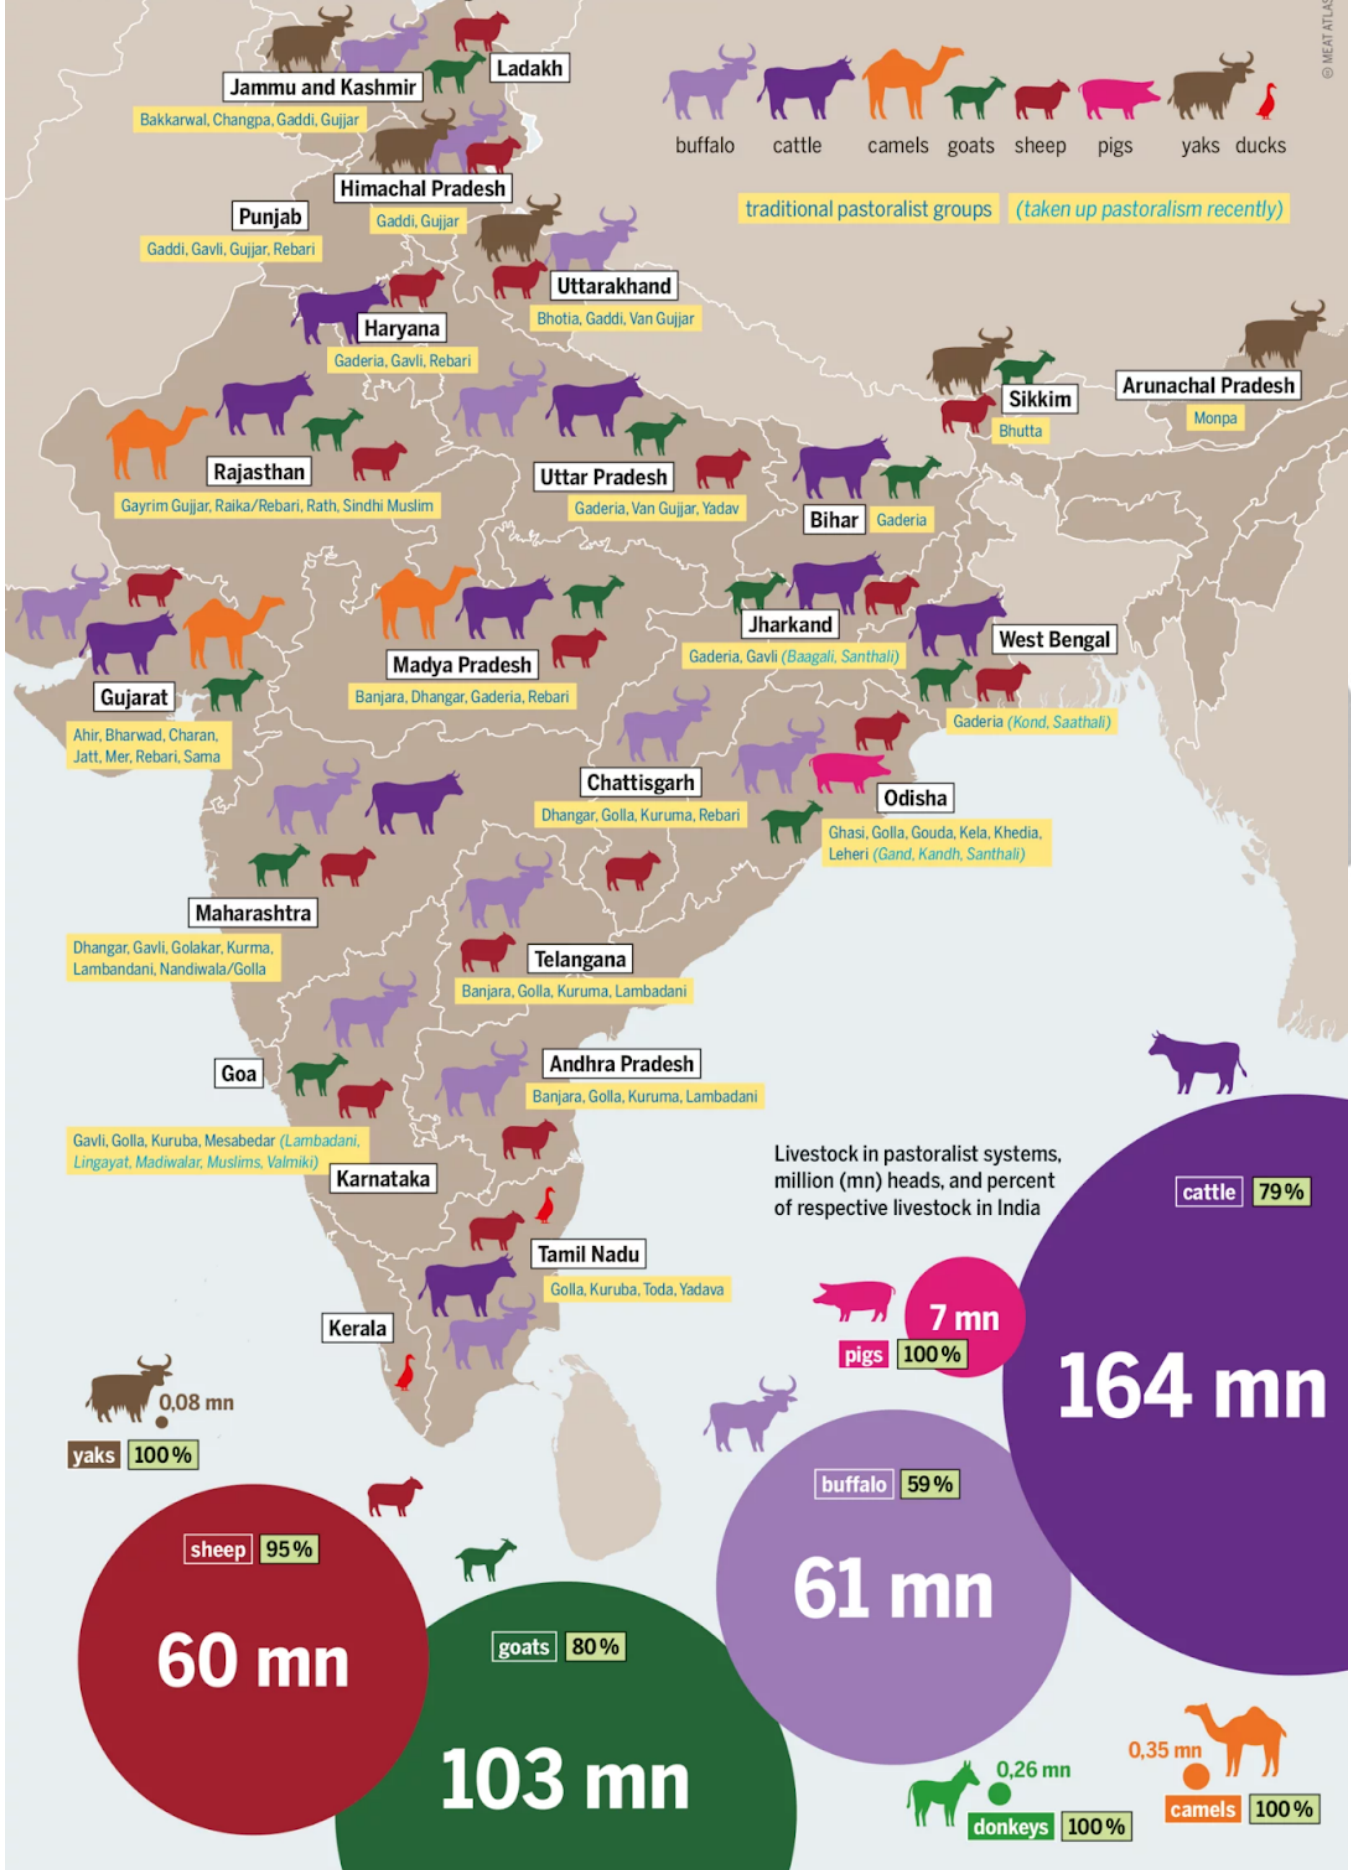 © MEAT ATLAS
Ladakh
Jammu and Kashmir
Bakkarwal, Changpa, Gaddi, Gujjar
buffalo
cattle
camels
goats
sheep
pigs
yaks
ducks
traditional pastoralist groups
(taken up pastoralism recently)
Himachal Pradesh
Gaddi, Gujjar
Punjab
Gaddi, Gavli, Gujjar, Rebari
Uttarakhand
Bhotia, Gaddi, Van Gujjar
Haryana
Gaderia, Gavli, Rebari
Sikkim
Bhutta
Arunachal Pradesh
Monpa
Rajasthan
Gayrim Gujjar, Raika/Rebari, Rath, Sindhi Muslim
Uttar Pradesh
Gaderia, Van Gujjar, Yadav
Bihar
Gaderia
Jharkand
Gaderia, Gavli (Baagali, Santhali)
West Bengal
Gaderia (Kond, Saathali)
Madya Pradesh
Banjara, Dhangar, Gaderia, Rebari
Gujarat
Ahir, Bharwad, Charan,
Jatt, Mer, Rebari, Sama
Chattisgarh
Dhangar, Golla, Kuruma, Rebari
Odisha
Ghasi, Golla, Gouda, Kela, Khedia,
Leheri (Gand, Kandh, Santhali)
Maharashtra
Dhangar, Gavli, Golakar, Kurma,
Lambandani, Nandiwala/Golla
Telangana
Banjara, Golla, Kuruma, Lambadani
Goa
Andhra Pradesh
Banjara, Golla, Kuruma, Lambadani
Gavli, Golla, Kuruba, Mesabedar (Lambadani,
Lingayat, Madiwalar, Muslims, Valmiki)
Karnataka
Tamil Nadu
Golla, Kuruba, Toda, Yadava
Kerala
Livestock in pastoralist systems,
million (mn) heads, and percent
of respective livestock in India
cattle 79 %
164 mn
7 mn
pigs 100 %
0,08 mn
yaks 100 %
buffalo 59 %
61 mn
sheep 95 %
60 mn
goats 80 %
103 mn
0,26 mn
donkeys 100 %
0,35 mn
camels 100 %